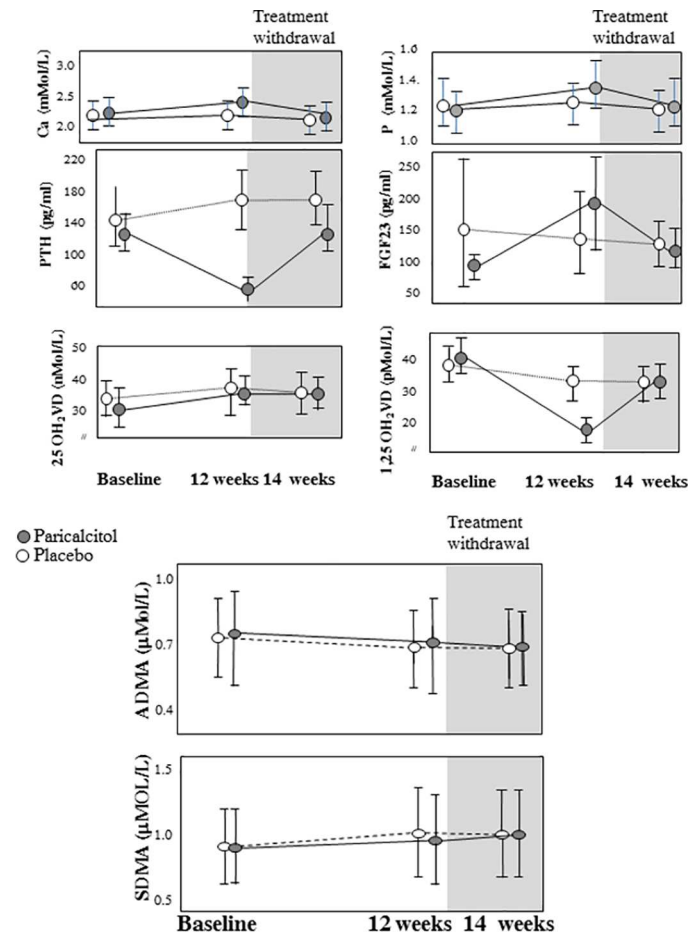 Treatment
withdrawal
Treatment
withdrawal
Ca (mMol/L)
3.0
2.5
2.0
P (mMol/L)
1.6
1.4
1.2
1.0
PTH (pg/ml)
220
180
140
100
60
FGF23 (pg/ml)
250
200
150
100
50
25 OH₂VD (nMol/L)
50
40
30
//
1,25 OH₂VD (pMol/L)
40
30
20
//
Baseline 12 weeks 14 weeks
Baseline 12 weeks 14 weeks
Paricalcitol
Placebo
Treatment
withdrawal
ADMA (μMol/L)
1.0
0.7
0.4
SDMA (μMOL/L)
1.5
1.0
0.5
Baseline 12 weeks 14 weeks